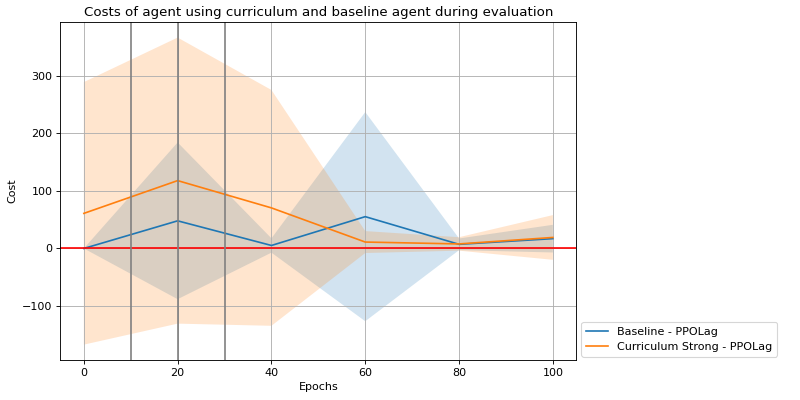 Costs of agent using curriculum and baseline agent during evaluation
300
200
100
0
−100
Cost
0 20 40 60 80 100
Epochs
Baseline - PPOLag
Curriculum Strong - PPOLag